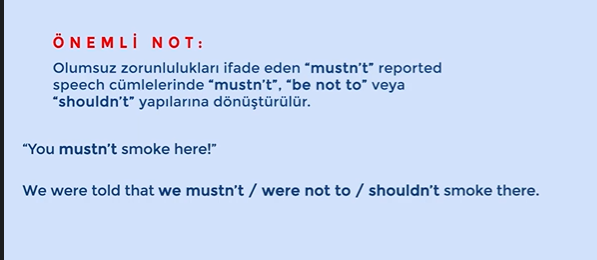 ÖNEMLİ NOT:
Olumsuz zorunlulukları ifade eden “mustn’t” reported
speech cümlelerinde “mustn’t”, “be not to” veya
“shouldn’t” yapılarına dönüştürülür.
“You mustn’t smoke here!”
We were told that we mustn’t / were not to / shouldn’t smoke there.